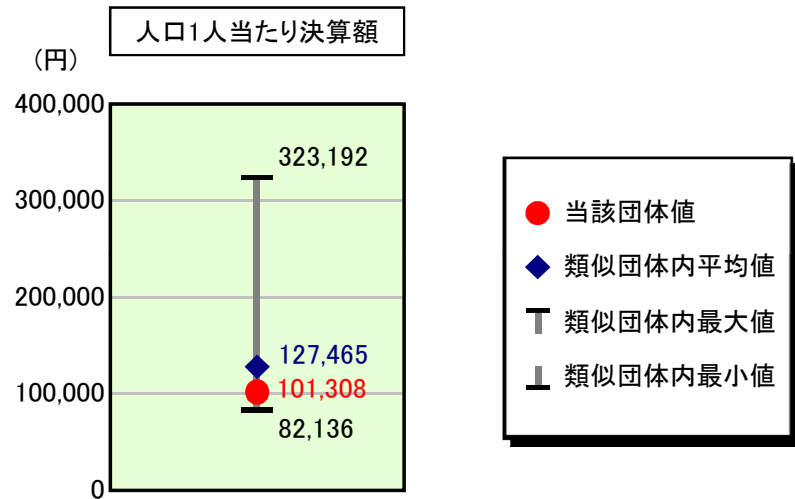 人口1人当たり決算額
(円)
400,000
323,192
300,000
200,000
127,465
101,308
100,000
82,136
0
当該団体値
類似団体内平均値
類似団体内最大値
類似団体内最小値